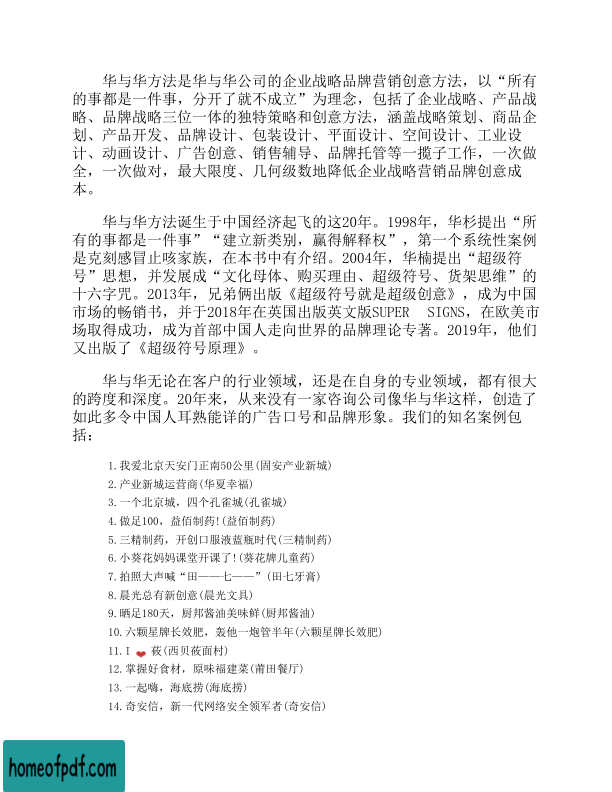 华与华方法是华与华公司的企业战略品牌营销创意方法，以“所有
的事都是一件事，分开了就不成立”为理念，包括了企业战略、产品战
略、品牌战略三位一体的独特策略和创意方法，涵盖战略策划、商品企
划、产品开发、品牌设计、包装设计、平面设计、空间设计、工业设
计、动画设计、广告创意、销售辅导、品牌托管等一揽子工作，一次做
全，一次做对，最大限度、几何级数地降低企业战略营销品牌创意成
本。
华与华方法诞生于中国经济起飞的这20年。1998年，华杉提出“所
有的事都是一件事”“建立新类别，赢得解释权”，第一个系统性案例
是克刻感冒止咳家族，在本书中有介绍。2004年，华楠提出“超级符
号”思想，并发展成“文化母体、购买理由、超级符号、货架思维”的
十六字咒。2013年，兄弟俩出版《超级符号就是超级创意》，成为中国
市场的畅销书，并于2018年在英国出版英文版SUPER SIGNS，在欧美市
场取得成功，成为首部中国人走向世界的品牌理论专著。2019年，他们
又出版了《超级符号原理》。
华与华无论在客户的行业领域，还是在自身的专业领域，都有很大
的跨度和深度。20年来，从来没有一家咨询公司像华与华这样，创造了
如此多令中国人耳熟能详的广告口号和品牌形象。我们的知名案例包
括：
1.我爱北京天安门正南50公里(固安产业新城)
2.产业新城运营商(华夏幸福)
3.一个北京城，四个孔雀城(孔雀城)
4.做足100，益佰制药!(益佰制药)
5.三精制药，开创口服液蓝瓶时代(三精制药)
6.小葵花妈妈课堂开课了!(葵花牌儿童药)
7.拍照大声喊“田——七——”(田七牙膏)
8.晨光总有新创意(晨光文具)
9.晒足180天，厨邦酱油美味鲜(厨邦酱油)
10.六颗星牌长效肥，轰他一炮管半年(六颗星长效肥)
11.I ❤ 莜(西贝莜面村)
12.掌握好食材，原味福建菜(莆田餐厅)
13.一起嗨，海底捞(海底捞)
14.奇安信，新一代网络安全领军者(奇安信)
homeofpdf.com